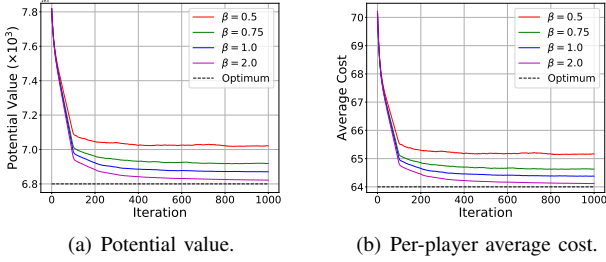 7.8
7.6
7.4
7.2
7.0
6.8
Potential Value (×10³)
0 200 400 600 800 1000
Iteration
β = 0.5
β = 0.75
β = 1.0
β = 2.0
Optimum
(a) Potential value.
70
69
68
67
66
65
64
Average Cost
0 200 400 600 800 1000
Iteration
β = 0.5
β = 0.75
β = 1.0
β = 2.0
Optimum
(b) Per-player average cost.